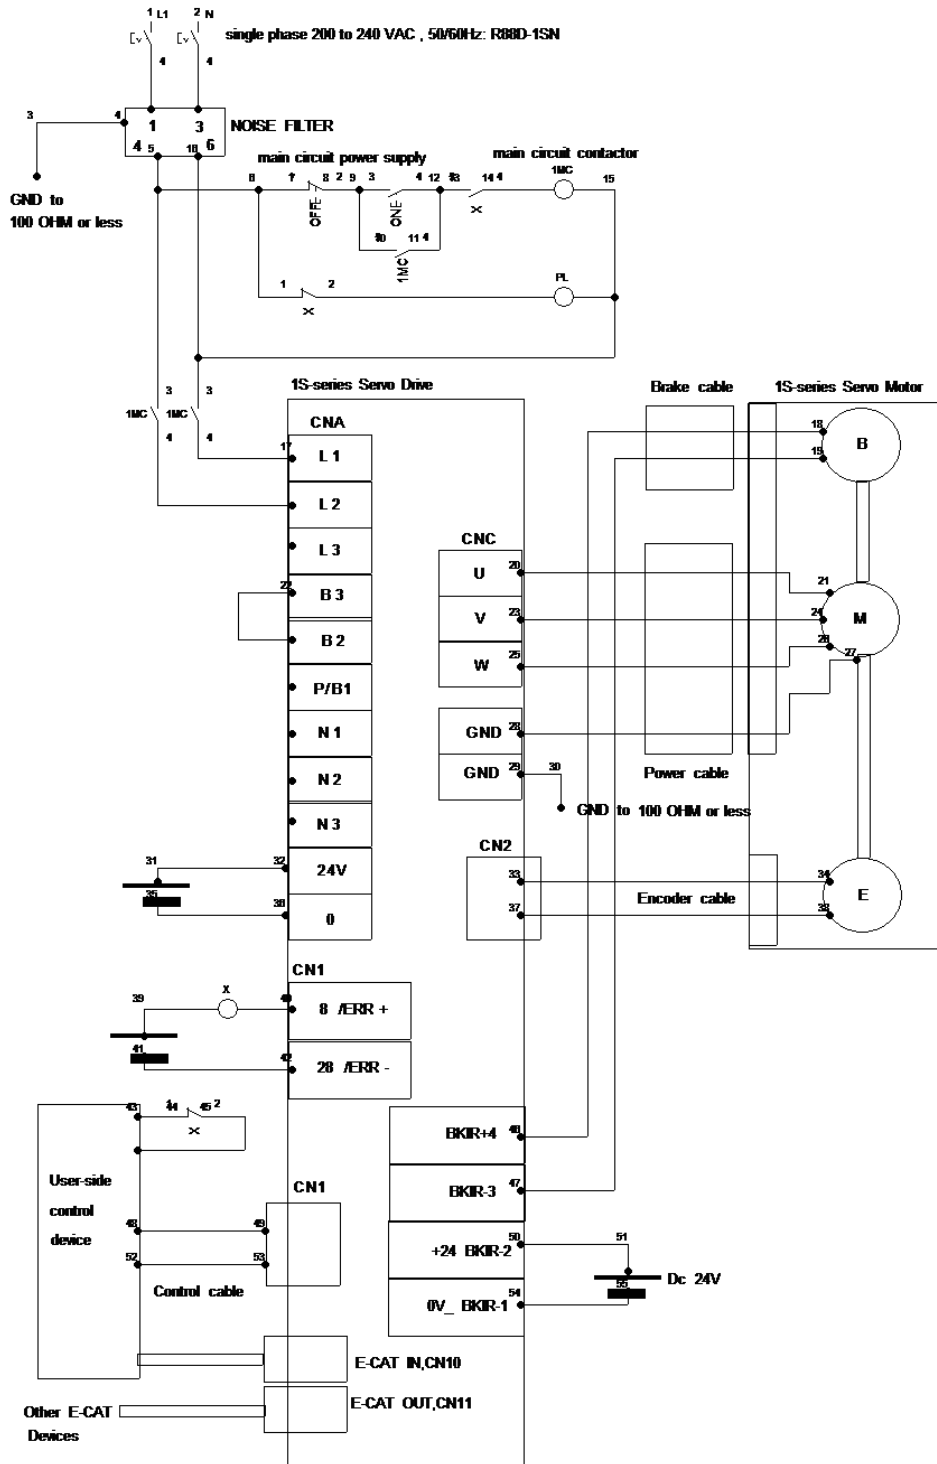 1 L1 2 N
single phase 200 to 240 VAC , 50/60Hz: R88D-1SN
4 4
3 4 1 3 NOISE FILTER
4 5 18 6
GND to
100 OHM or less
main circuit power supply
main circuit contactor
6 8 2 9 3 4 12 14 4 1MC 15
OFFE
ONE
X
11 4
1MC
1 2
X
PL
3 3
1MC 1MC
4 4
1S-series Servo Drive
Brake cable
1S-series Servo Motor
CNA
17 L 1
L 2
L 3
22 B 3
B 2
P/B1
N 1
N 2
N 3
31 32 24V
35 36 0
18
19 B
CNC
20 U 21
23 V 24 M
25 W 26
27
28 GND
29 GND 30
Power cable
GND to 100 OHM or less
CN2
33 34
Encoder cable E
37
CN1
39 X 40 8 /ERR +
41 42 28 /ERR -
43 44 45 2
X
User-side
control
device
CN1
48 49
52 53
Control cable
BKIR+4 46
BKIR-3 47
+24 BKIR-2 50 51
0V_ BKIR-1 54 55
Dc 24V
E-CAT IN,CN10
E-CAT OUT,CN11
Other E-CAT
Devices